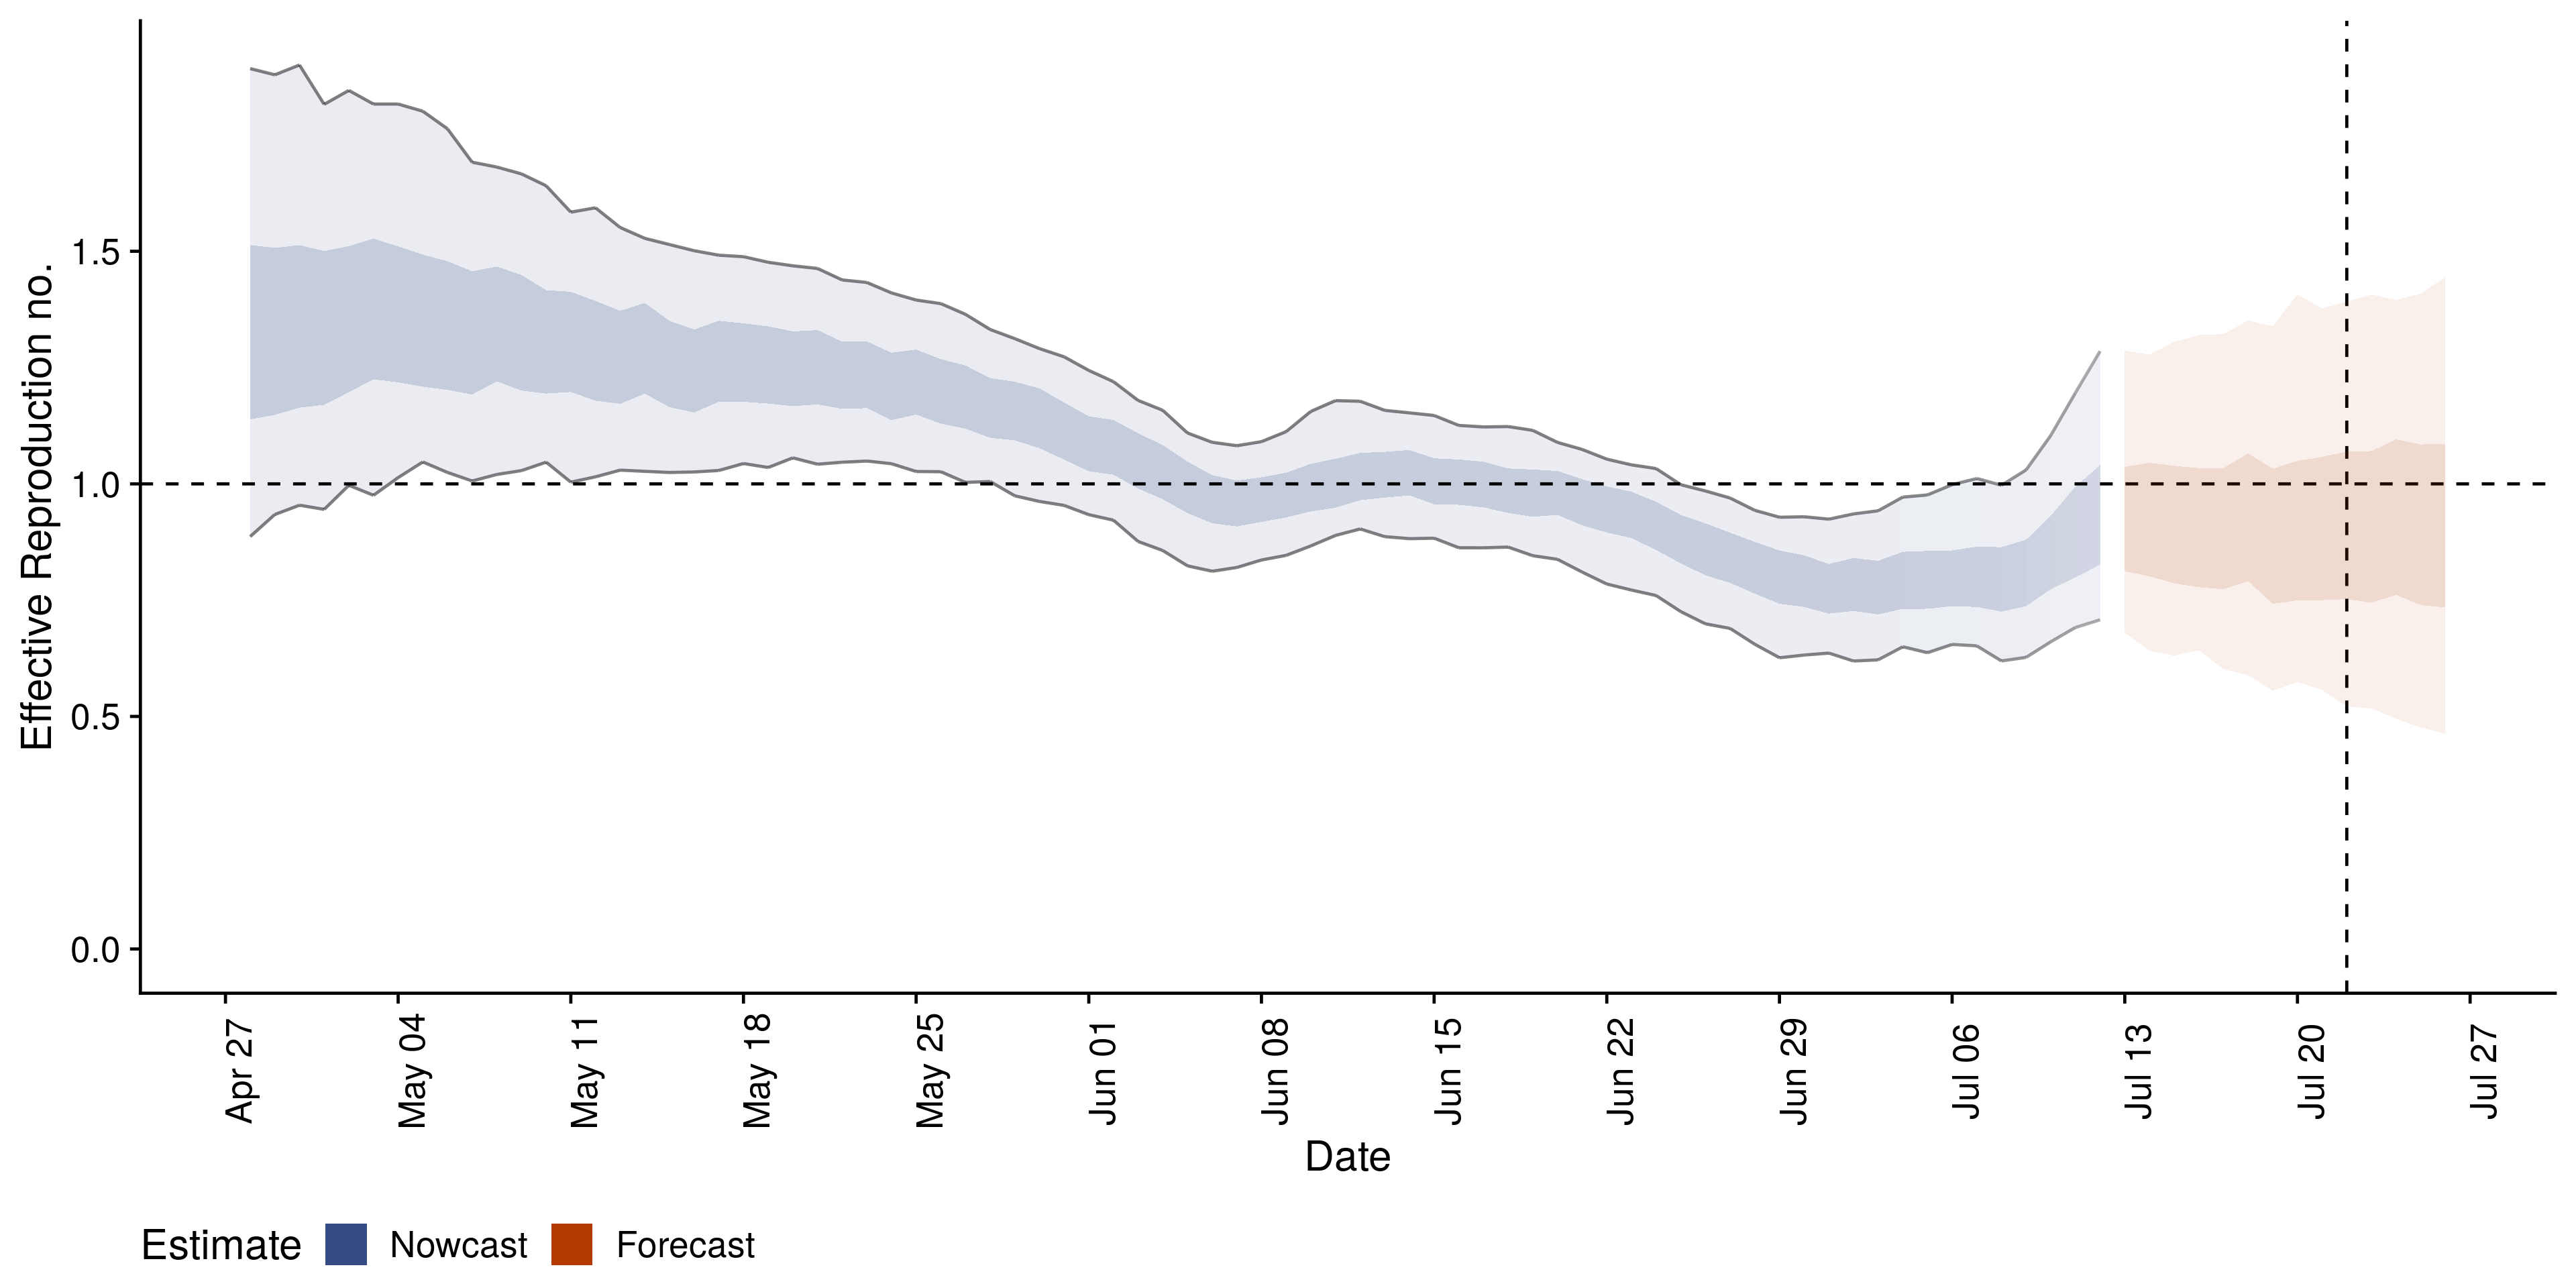 Effective Reproduction no.
1.5
1.0
0.5
0.0
Apr 27
May 04
May 11
May 18
May 25
Jun 01
Jun 08
Jun 15
Jun 22
Jun 29
Jul 06
Jul 13
Jul 20
Jul 27
Date
Estimate Nowcast Forecast